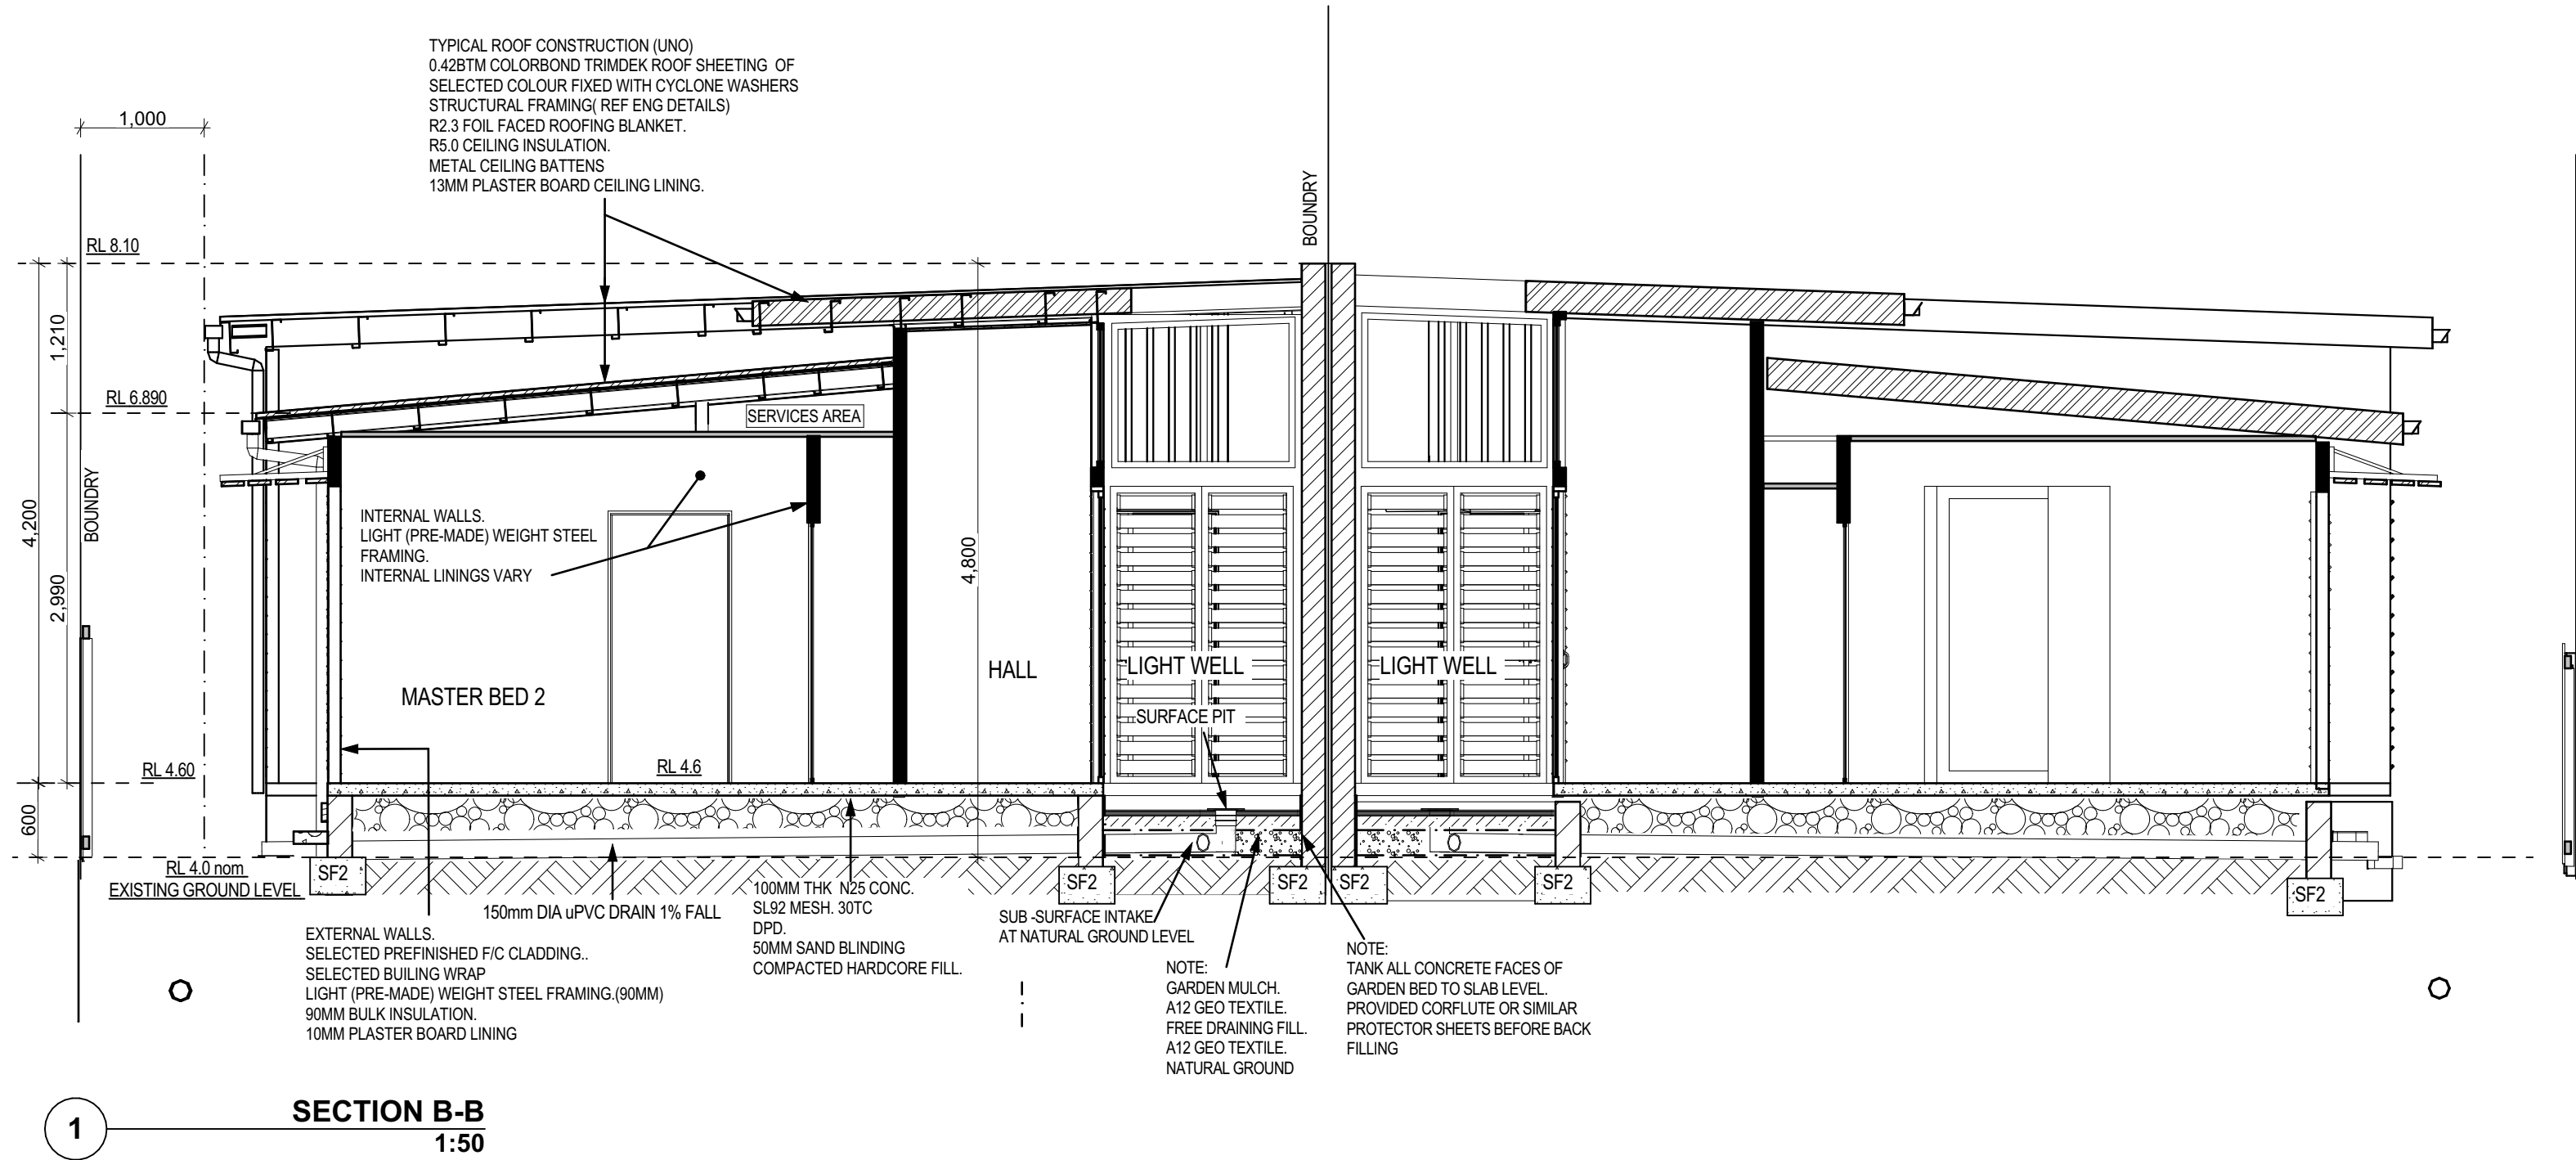 TYPICAL ROOF CONSTRUCTION (UNO)
0.42BTM COLORBOND TRIMDEK ROOF SHEETING OF
SELECTED COLOUR FIXED WITH CYCLONE WASHERS
STRUCTURAL FRAMING( REF ENG DETAILS)
R2.3 FOIL FACED ROOFING BLANKET.
R5.0 CEILING INSULATION.
METAL CEILING BATTENS
13MM PLASTER BOARD CEILING LINING.
1,000
BOUNDRY
RL 8.10
1,210
RL 6.890
SERVICES AREA
BOUNDRY
4,200
2,990
4,800
INTERNAL WALLS.
LIGHT (PRE-MADE) WEIGHT STEEL
FRAMING.
INTERNAL LININGS VARY
MASTER BED 2
HALL
LIGHT WELL
LIGHT WELL
SURFACE PIT
RL 4.60
RL 4.6
600
RL 4.0 nom
EXISTING GROUND LEVEL
SF2
SF2
SF2
SF2
SF2
SF2
150mm DIA uPVC DRAIN 1% FALL
100MM THK N25 CONC.
SL92 MESH. 30TC
DPD.
50MM SAND BLINDING
COMPACTED HARDCORE FILL.
SUB -SURFACE INTAKE
AT NATURAL GROUND LEVEL
EXTERNAL WALLS.
SELECTED PREFINISHED F/C CLADDING..
SELECTED BUILING WRAP
LIGHT (PRE-MADE) WEIGHT STEEL FRAMING.(90MM)
90MM BULK INSULATION.
10MM PLASTER BOARD LINING
NOTE:
GARDEN MULCH.
A12 GEO TEXTILE.
FREE DRAINING FILL.
A12 GEO TEXTILE.
NATURAL GROUND
NOTE:
TANK ALL CONCRETE FACES OF
GARDEN BED TO SLAB LEVEL.
PROVIDED CORFLUTE OR SIMILAR
PROTECTOR SHEETS BEFORE BACK
FILLING
1
SECTION B-B
1:50